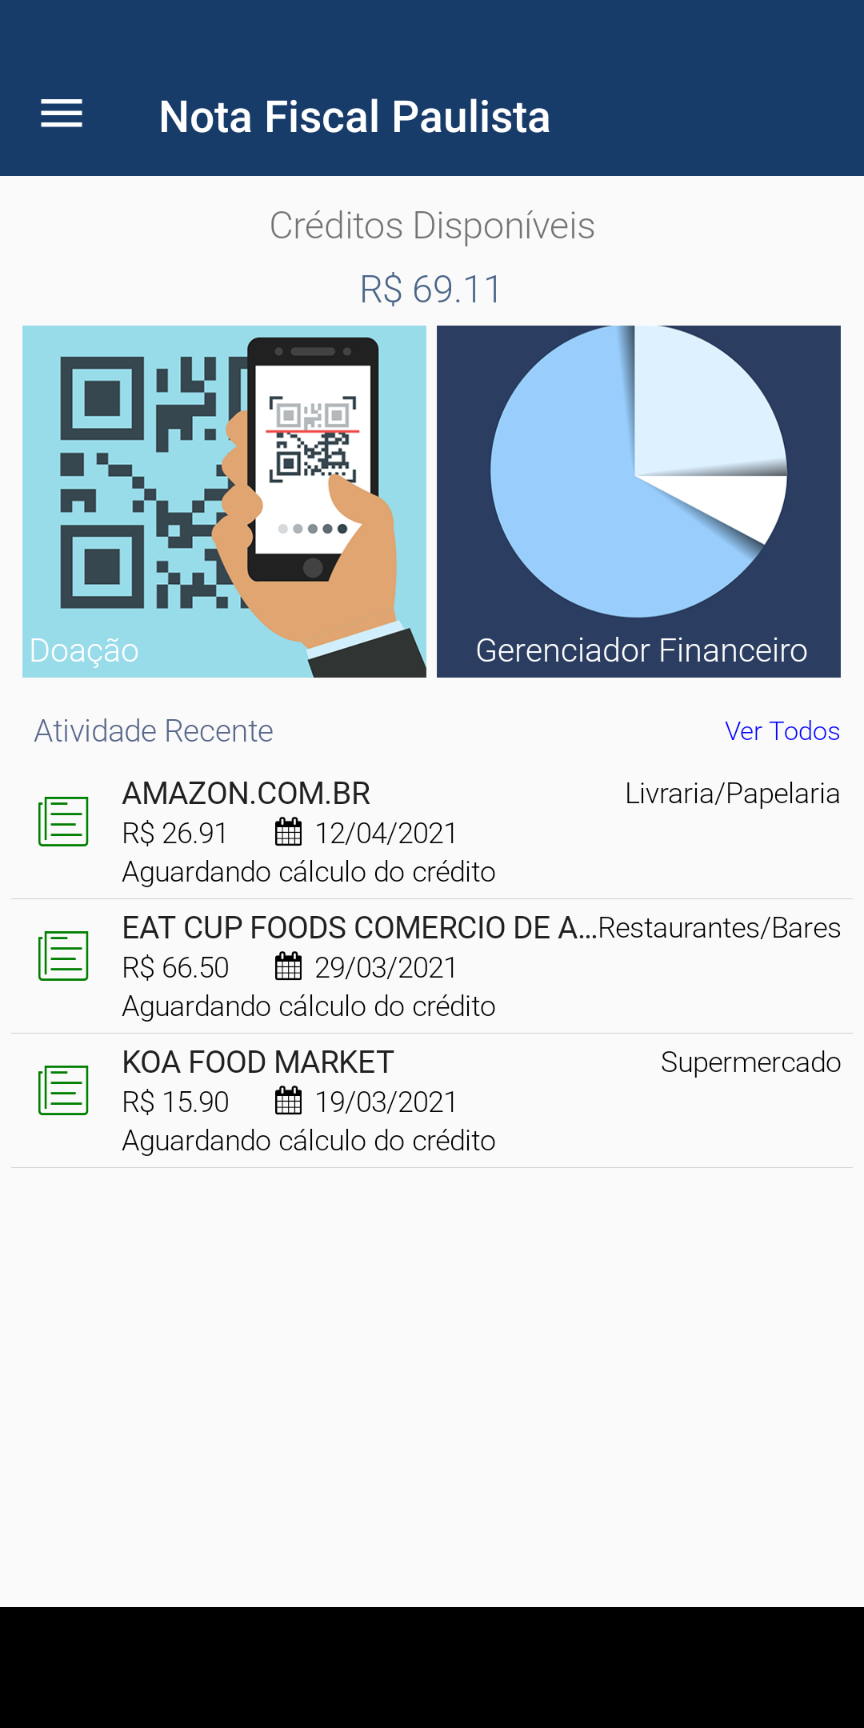 Nota Fiscal Paulista
Créditos Disponíveis
R$ 69.11
Doação
Gerenciador Financeiro
Atividade Recente
Ver Todos
AMAZON.COM.BR
Livraria/Papelaria
R$ 26.91
12/04/2021
Aguardando cálculo do crédito
EAT CUP FOODS COMERCIO DE A...
Restaurantes/Bares
R$ 66.50
29/03/2021
Aguardando cálculo do crédito
KOA FOOD MARKET
Supermercado
R$ 15.90
19/03/2021
Aguardando cálculo do crédito